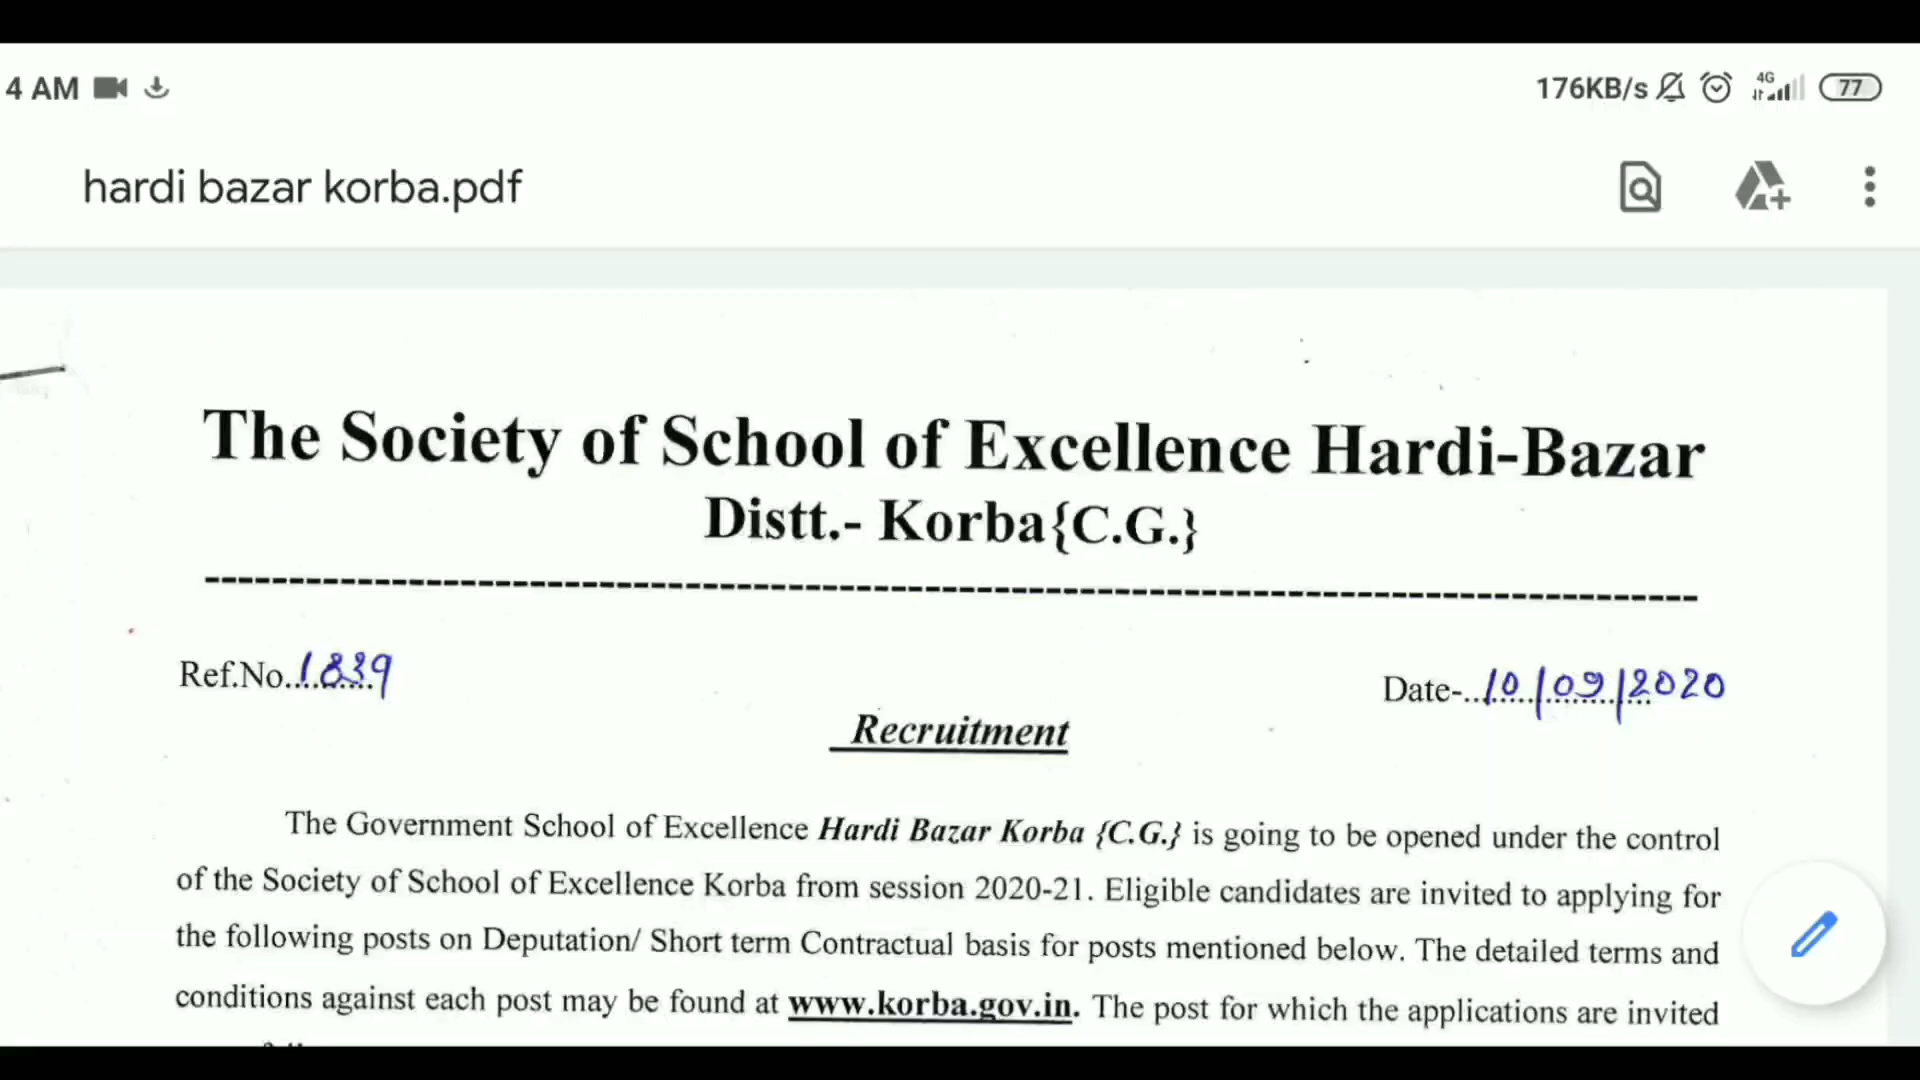 4 AM
176KB/s 4G 77
hardi bazar korba.pdf
The Society of School of Excellence Hardi-Bazar
Distt.- Korba{C.G.}
Ref.No..1839
Date-..10/09/2020
Recruitment
The Government School of Excellence Hardi Bazar Korba {C.G.} is going to be opened under the control
of the Society of School of Excellence Korba from session 2020-21. Eligible candidates are invited to applying for
the following posts on Deputation/ Short term Contractual basis for posts mentioned below. The detailed terms and
conditions against each post may be found at www.korba.gov.in. The post for which the applications are invited